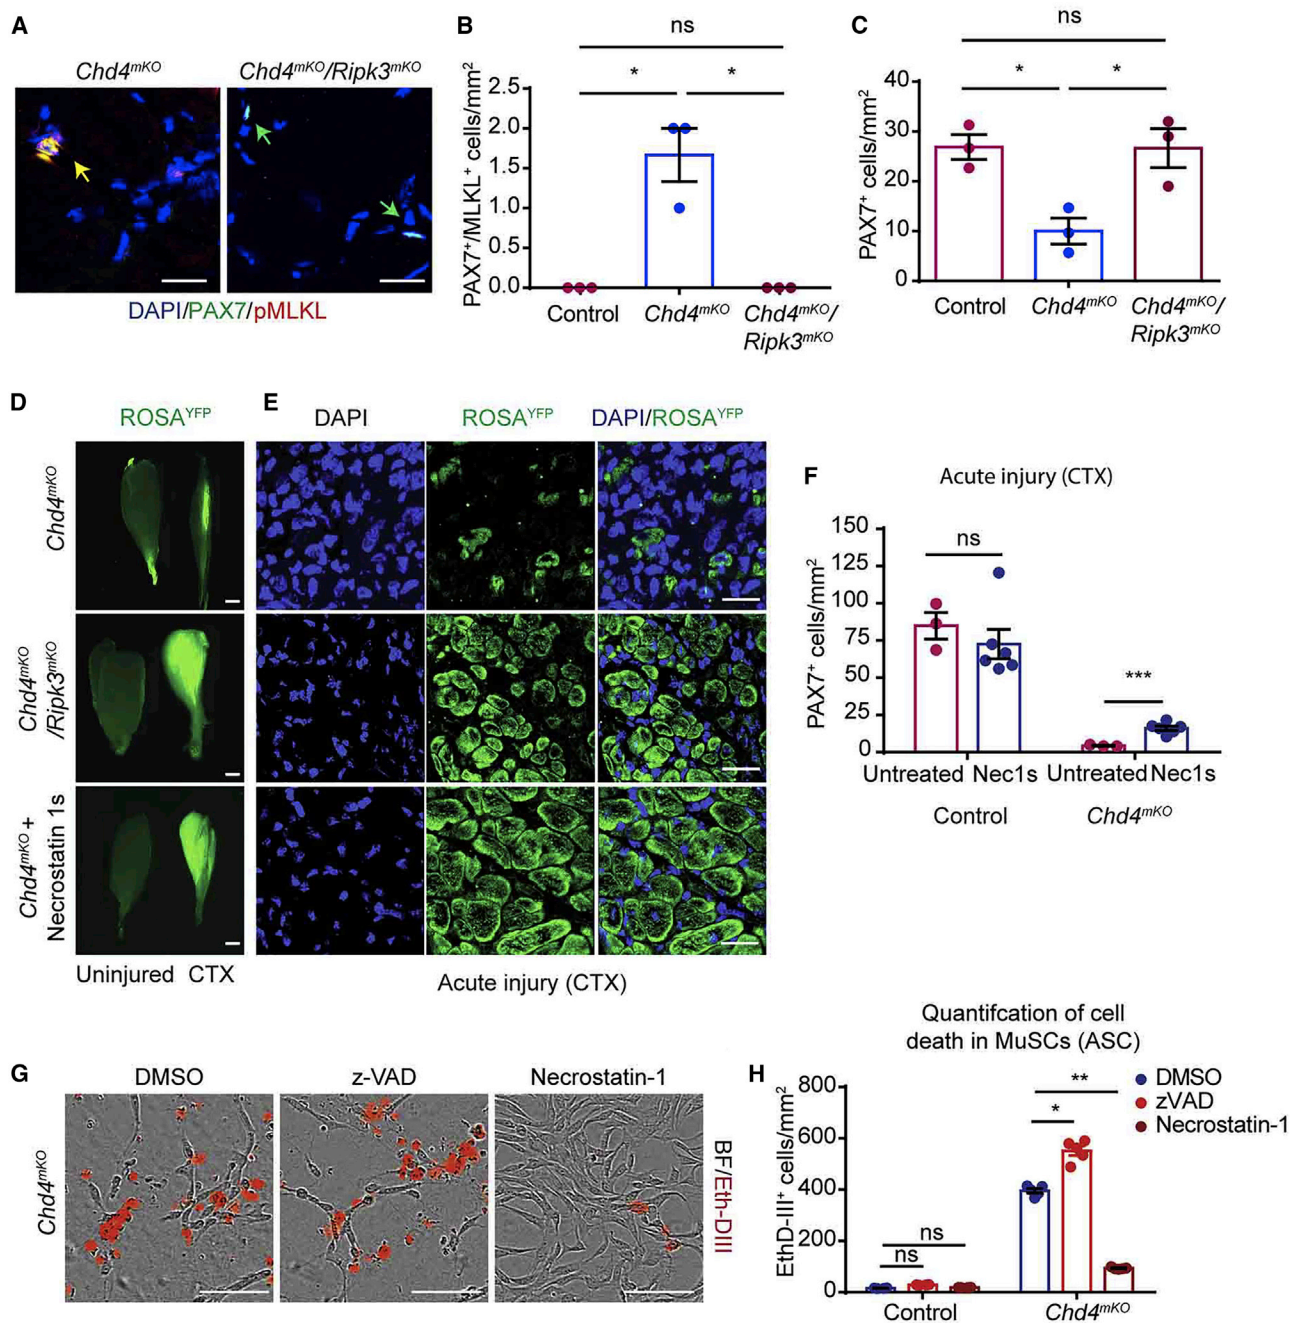 A
Chd4mKO
Chd4mKO/Ripk3mKO
DAPI/PAX7/pMLKL
B
PAX7+/MLKL+ cells/mm2
2.5
2.0
1.5
1.0
0.5
0.0
ns
*
*
Control
Chd4mKO
Chd4mKO/
Ripk3mKO
C
PAX7+ cells/mm2
40
30
20
10
0
ns
*
*
Control
Chd4mKO
Chd4mKO/
Ripk3mKO
D
ROSAYFP
Chd4mKO
Chd4mKO
/Ripk3mKO
Chd4mKO +
Necrostatin 1s
Uninjured CTX
E
DAPI
ROSAYFP
DAPI/ROSAYFP
Acute injury (CTX)
F
Acute injury (CTX)
PAX7+ cells/mm2
150
125
100
75
50
25
0
ns
***
Untreated Nec1s
Untreated Nec1s
Control
Chd4mKO
G
DMSO
z-VAD
Necrostatin-1
Chd4mKO
BF/Eth-DIII
H
Quantifcation of cell
death in MuSCs (ASC)
EthD-III+ cells/mm2
800
600
400
200
0
ns
ns
*
**
DMSO
zVAD
Necrostatin-1
Control
Chd4mKO